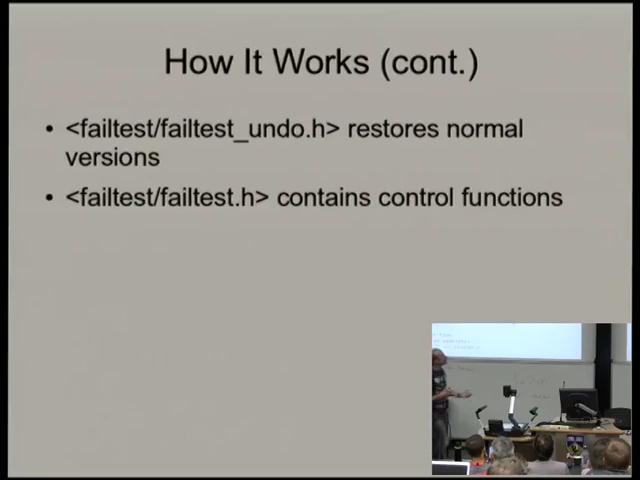 How It Works (cont.)
• <failtest/failtest_undo.h> restores normal
versions
• <failtest/failtest.h> contains control functions